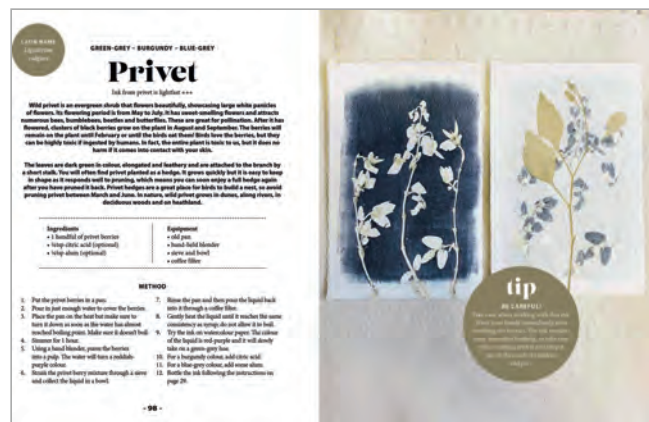 LATIN NAME
Ligustrum
vulgare
GREEN-GREY – BURGUNDY – BLUE-GREY
Privet
Ink from privet is lightfast +++
Wild privet is an evergreen shrub that flowers beautifully, showcasing large white panicles
of flowers. Its flowering period is from May to July. It has sweet-smelling flowers and attracts
numerous bees, bumblebees, beetles and butterflies. These are great for pollination. After it has
flowered, clusters of black berries grow on the plant in August and September. The berries will
remain on the plant until February or until the birds eat them! Birds love the berries, but they
can be highly toxic if ingested by humans. In fact, the entire plant is toxic to us, but it does no
harm if it comes into contact with your skin.
The leaves are dark green in colour, elongated and leathery and are attached to the branch by
a short stalk. You will often find privet planted as a hedge. It grows quickly but it is easy to keep
in shape as it responds well to pruning, which means you can soon enjoy a full hedge again
after you have pruned it back. Privet hedges are a great place for birds to build a nest, so avoid
pruning privet between March and June. In nature, wild privet grows in dunes, along rivers, in
deciduous woods and on heathland.
Ingredients
• 1 handful of privet berries
• ½tsp citric acid (optional)
• ½tsp alum (optional)
Equipment
• old pan
• hand-held blender
• sieve and bowl
• coffee filter
METHOD
1. Put the privet berries in a pan.
2. Pour in just enough water to cover the berries.
3. Place the pan on the heat but make sure to
turn it down as soon as the water has almost
reached boiling point. Make sure it doesn't boil.
4. Simmer for 1 hour.
5. Using a hand blender, puree the berries
into a pulp. The water will turn a reddish-
purple colour.
6. Strain the privet-berry mixture through a sieve
and collect the liquid in a bowl.
7. Rinse the pan and then pour the liquid back
into it through a coffee filter.
8. Gently heat the liquid until it reaches the same
consistency as syrup; do not allow it to boil.
9. Try the ink on watercolour paper. The colour
of the liquid is red-purple and it will slowly
take on a green-grey hue.
10. For a burgundy colour, add citric acid.
11. For a blue-grey colour, add some alum.
12. Bottle the ink following the instructions on
page 29.
- 98 -
tip
BE CAREFUL!